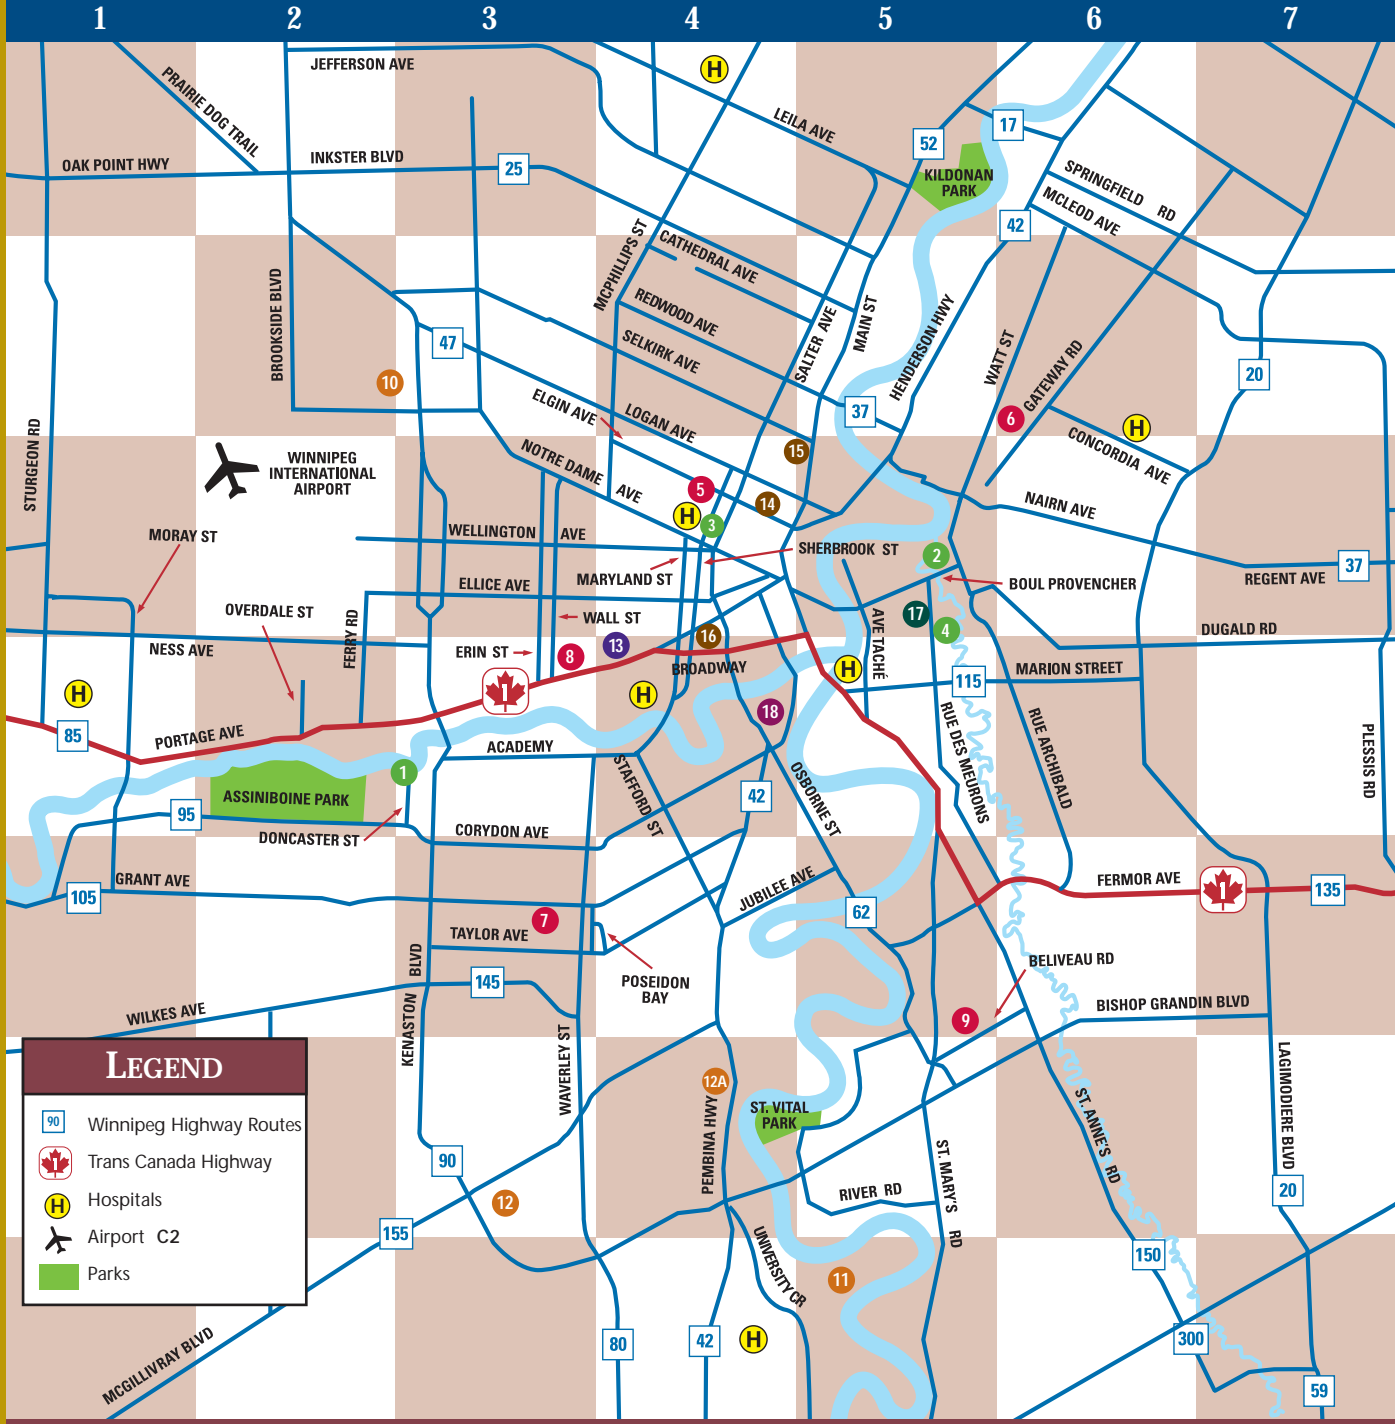 1 2 3 4 5 6 7
JEFFERSON AVE
H
PRAIRIE DOG TRAIL
LEILA AVE
17
52
OAK POINT HWY
INKSTER BLVD
25
KILDONAN
PARK
SPRINGFIELD RD
MCLEOD AVE
42
MCPHILLIPS ST
CATHEDRAL AVE
BROOKSIDE BLVD
REDWOOD AVE
SELKIRK AVE
SALTER AVE
MAIN ST
HENDERSON HWY
WATT ST
GATEWAY RD
47
20
10
ELGIN AVE
LOGAN AVE
37
6
H
CONCORDIA AVE
STURGEON RD
WINNIPEG
INTERNATIONAL
AIRPORT
NOTRE DAME AVE
15
5
14
NAIRN AVE
H
3
MORAY ST
WELLINGTON AVE
SHERBROOK ST
2
37
REGENT AVE
MARYLAND ST
ELLICE AVE
BOUL PROVENCHER
OVERDALE ST
FERRY RD
WALL ST
17
AVE TACHÉ
4
DUGALD RD
NESS AVE
ERIN ST
8
13
16
BROADWAY
H
MARION STREET
115
H
1
H
18
85
PORTAGE AVE
RUE DES MEURONS
RUE ARCHIBALD
PLESSIS RD
ACADEMY
1
STAFFORD ST
OSBORNE ST
42
ASSINIBOINE PARK
95
DONCASTER ST
CORYDON AVE
GRANT AVE
105
JUBILEE AVE
FERMOR AVE
1
135
62
7
TAYLOR AVE
KENASTON BLVD
POSEIDON
BAY
BELIVEAU RD
145
WILKES AVE
BISHOP GRANDIN BLVD
9
WAVERLEY ST
LEGEND
90 Winnipeg Highway Routes
1 Trans Canada Highway
H Hospitals
Airport C2
Parks
12A
PEMBINA HWY
ST. VITAL
PARK
ST. ANNE'S RD
LAGIMODIERE BLVD
ST. MARY'S RD
90
12
RIVER RD
20
155
UNIVERSITY CR
150
11
MCGILLIVRAY BLVD
80
42
H
300
59